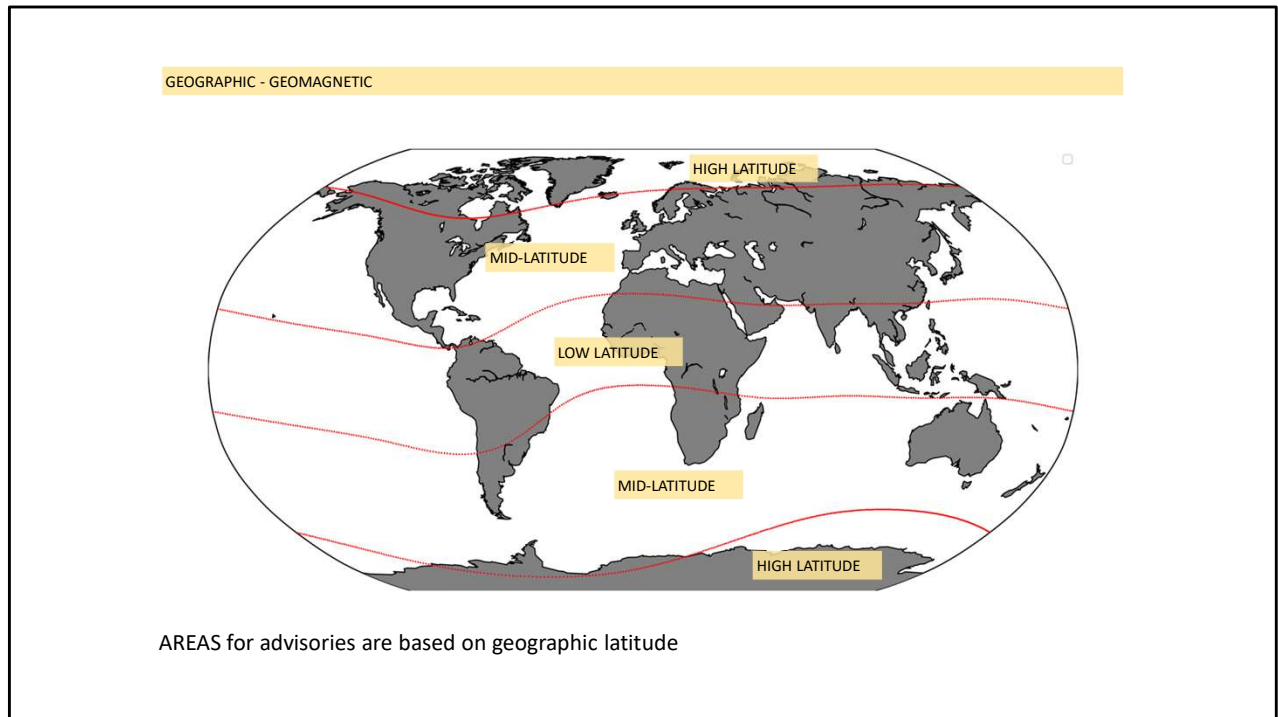 GEOGRAPHIC - GEOMAGNETIC
HIGH LATITUDE
MID-LATITUDE
LOW LATITUDE
MID-LATITUDE
HIGH LATITUDE
AREAS for advisories are based on geographic latitude